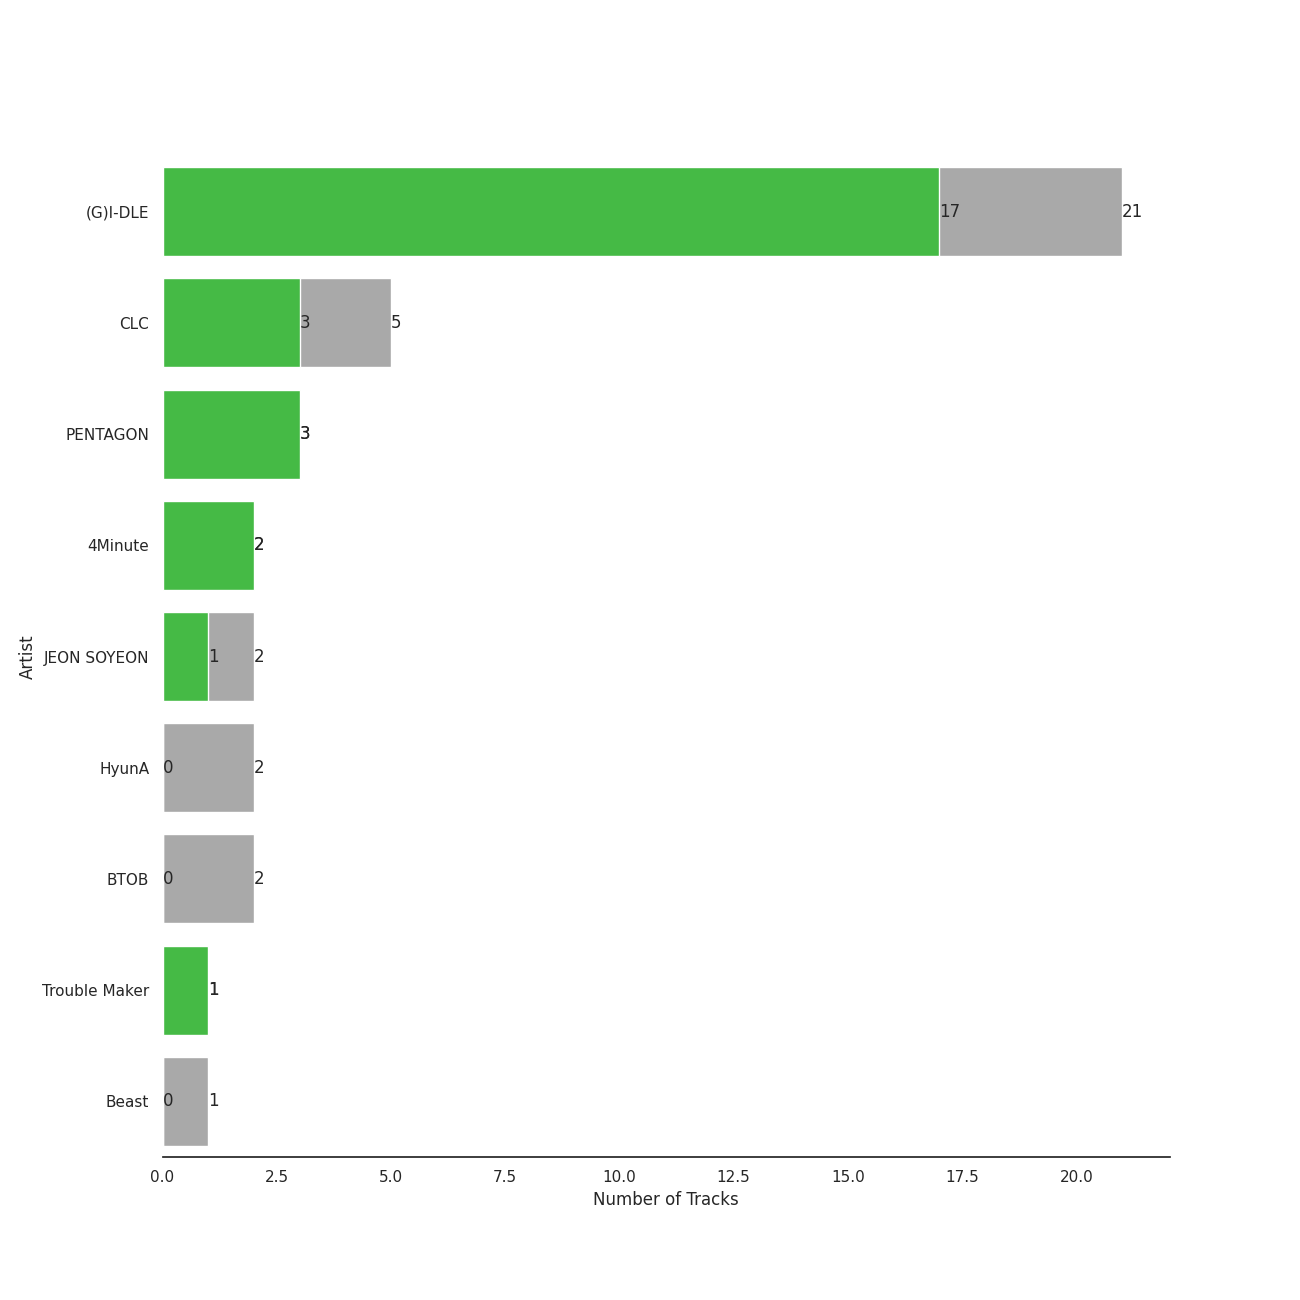 (G)I-DLE 17 21
CLC 3 5
PENTAGON 3
4Minute 2
JEON SOYEON 1 2
HyunA 0 2
BTOB 0 2
Trouble Maker 1
Beast 0 1
Artist
0.0 2.5 5.0 7.5 10.0 12.5 15.0 17.5 20.0
Number of Tracks